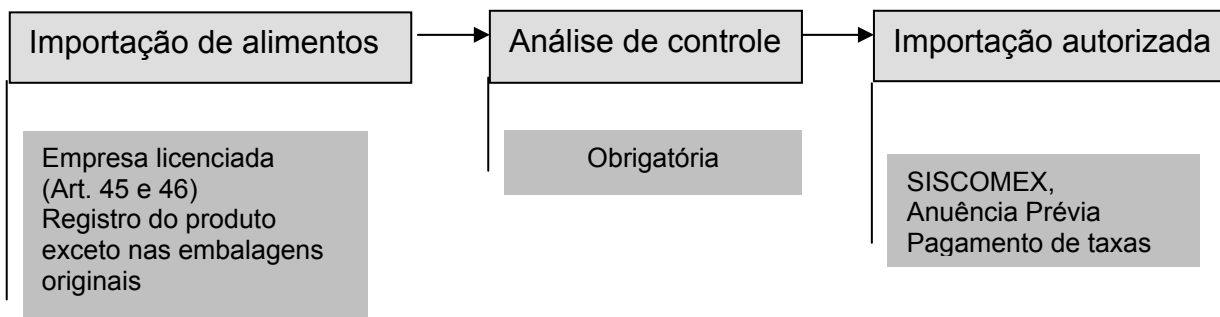 Importação de alimentos
Análise de controle
Importação autorizada
Empresa licenciada
(Art. 45 e 46)
Registro do produto
exceto nas embalagens
originais
Obrigatória
SISCOMEX,
Anuência Prévia
Pagamento de taxas